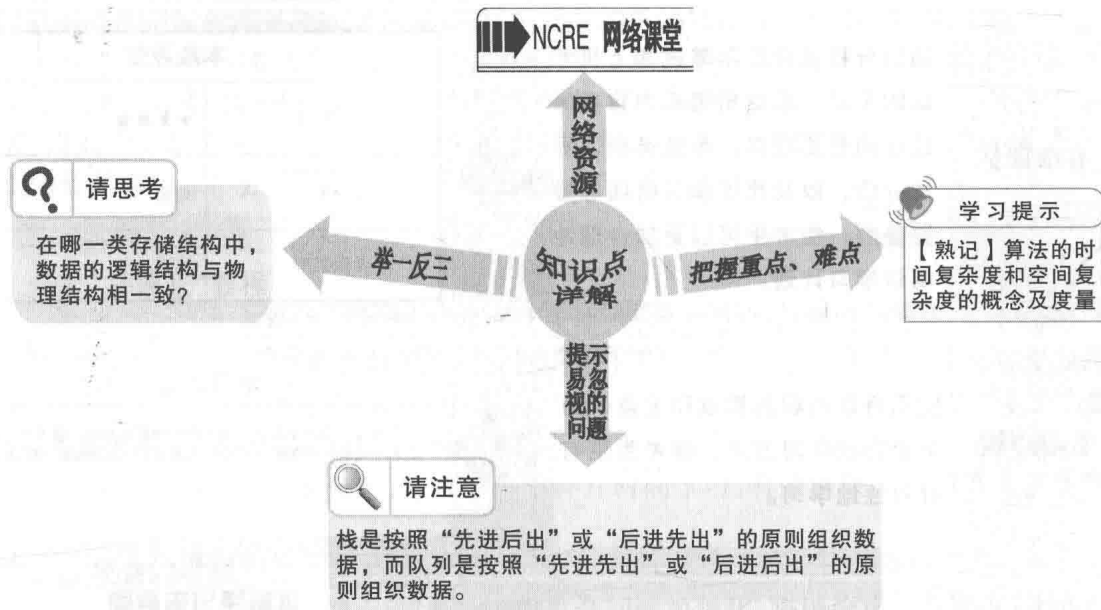 NCRE 网络课堂
网络资源
请思考
在哪一类存储结构中，
数据的逻辑结构与物
理结构相一致？
举一反三
知识点
详解
把握重点、难点
学习提示
【熟记】算法的时
间复杂度和空间复
杂度的概念及度量
提示
易忽
视的
问题
请注意
栈是按照“先进后出”或“后进先出”的原则组织数
据，而队列是按照“先进先出”或“后进后出”的原
则组织数据。